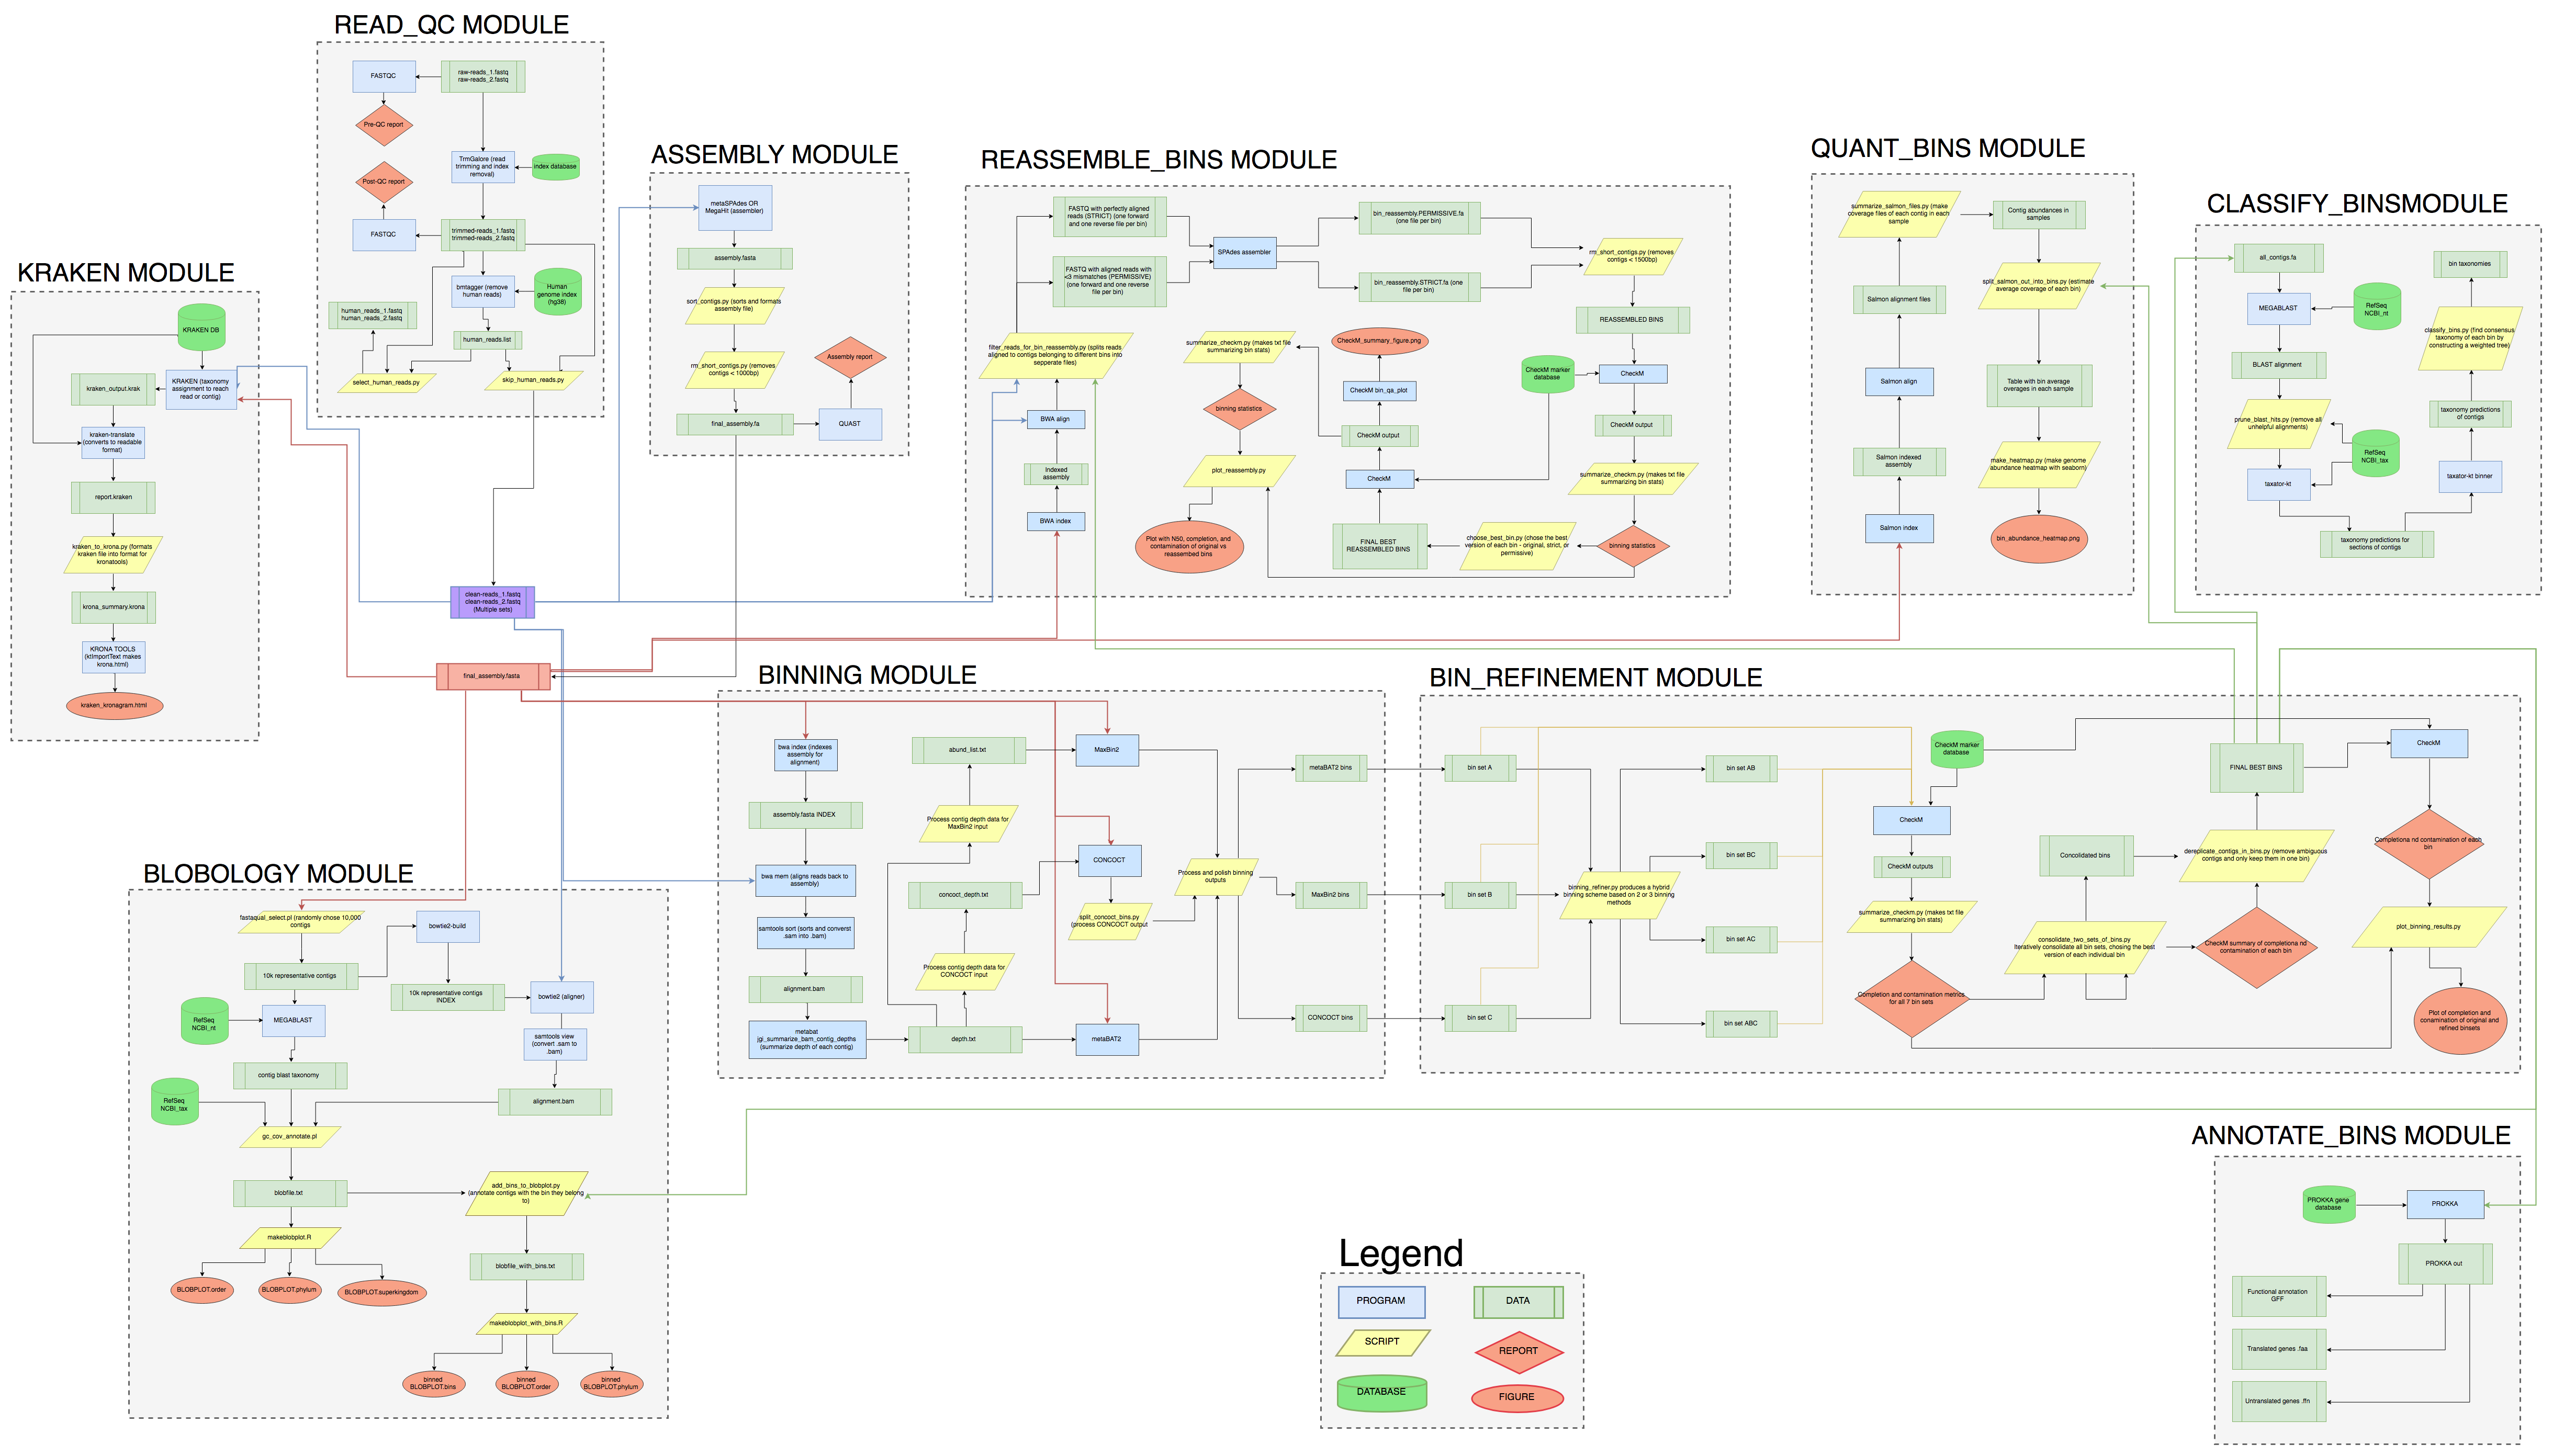 READ_QC MODULE
FASTQC
raw-reads_1.fastq
raw-reads_2.fastq
Pre-QC report
TrmGalore (read
trimming and index
removal)
index database
Post-QC report
FASTQC
trimmed-reads_1.fastq
trimmed-reads_2.fastq
bmtagger (remove
human reads)
Human
genome index
(hg38)
human_reads_1.fastq
human_reads_2.fastq
human_reads.list
select_human_reads.py
skip_human_reads.py
KRAKEN MODULE
KRAKEN DB
kraken_output.krak
KRAKEN (taxonomy
assignment to reach
read or contig)
kraken-translate
(converts to readable
format)
report.kraken
kraken_to_krona.py (formats
kraken file into format for
kronatools)
krona_summary.krona
KRONA TOOLS
(ktImportText makes
krona.html)
kraken_kronagram.html
ASSEMBLY MODULE
metaSPAdes OR
MegaHit (assembler)
assembly.fasta
sort_contigs.py (sorts and formats
assembly file)
rm_short_contigs.py (removes
contigs < 1000bp)
Assembly report
final_assembly.fa
QUAST
clean-reads_1.fastq
clean-reads_2.fastq
(Multiple sets)
final_assembly.fasta
REASSEMBLE_BINS MODULE
FASTQ with perfectly aligned
reads (STRICT) (one forward
and one reverse file per bin)
FASTQ with aligned reads with
<3 mismatches (PERMISSIVE)
(one forward and one reverse
file per bin)
SPAdes assembler
bin_reassembly.PERMISSIVE.fa
(one file per bin)
bin_reassembly.STRICT.fa (one
file per bin)
rm_short_contigs.py (removes
contigs < 1500bp)
REASSEMBLED BINS
filter_reads_for_bin_reassembly.py (splits reads
aligned to contigs belonging to different bins into
sepperate files)
summarize_checkm.py (makes txt file
summarizing bin stats)
CheckM_summary_figure.png
CheckM marker
database
CheckM
CheckM bin_qa_plot
binning statistics
BWA align
CheckM output
CheckM output
Indexed
assembly
plot_reassembly.py
CheckM
summarize_checkm.py (makes txt file
summarizing bin stats)
BWA index
Plot with N50, completion, and
contamination of original vs
reassembed bins
FINAL BEST
REASSEMBLED BINS
choose_best_bin.py (chose the best
version of each bin - original, strict, or
permissive)
binning statistics
QUANT_BINS MODULE
summarize_salmon_files.py (make
coverage files of each contig in each
sample
Contig abundances in
samples
Salmon alignment files
split_salmon_out_into_bins.py (estimate
average coverage of each bin)
Salmon align
Table with bin average
overages in each sample
Salmon indexed
assembly
make_heatmap.py (make genome
abundance heatmap with seaborn)
Salmon index
bin_abundance_heatmap.png
CLASSIFY_BINSMODULE
all_contigs.fa
bin taxonomies
MEGABLAST
RefSeq
NCBI_nt
classify_bins.py (find consensus
taxonomy of each bin by
constructing a weighted tree)
BLAST alignment
prune_blast_hits.py (remove all
unhelpful alignments)
RefSeq
NCBI_tax
taxonomy predictions
of contigs
taxator-kt
taxator-kt binner
taxonomy predictions for
sections of contigs
BINNING MODULE
bwa index (indexes
assembly for
alignment)
abund_list.txt
MaxBin2
metaBAT2 bins
assembly.fasta INDEX
Process contig depth data for
MaxBin2 input
bwa mem (aligns reads back to
assembly)
CONCOCT
concoct_depth.txt
Process and polish binning
outputs
MaxBin2 bins
split_concoct_bins.py
(process CONCOCT output
samtools sort (sorts and converst
.sam into .bam)
Process contig depth data for
CONCOCT input
alignment.bam
metabat
jgi_summarize_bam_contig_depths
(summarize depth of each contig)
depth.txt
metaBAT2
CONCOCT bins
BIN_REFINEMENT MODULE
bin set A
bin set B
bin set C
binning_refiner.py produces a hybrid
binning scheme based on 2 or 3 binning
methods
bin set AB
bin set BC
bin set AC
bin set ABC
CheckM marker
database
CheckM
CheckM outputs
summarize_checkm.py (makes txt file
summarizing bin stats)
Completion and contamination metrics
for all 7 bin sets
Concolidated bins
consolidate_two_sets_of_bins.py
Iteratively consolidate all bin sets, chosing the best
version of each individual bin
CheckM summary of completiona nd
contamination of each bin
dereplicate_contigs_in_bins.py (remove ambiguous
contigs and only keep them in one bin)
FINAL BEST BINS
CheckM
Completiona nd contamination of each
bin
plot_binning_results.py
Plot of completion and
conamination of original and
refined binsets
BLOBOLOGY MODULE
fastaqual_select.pl (randomly chose 10,000
contigs)
bowtie2-build
10k representative contigs
10k representative contigs
INDEX
bowtie2 (aligner)
RefSeq
NCBI_nt
MEGABLAST
samtools view
(convert .sam to
.bam)
contig blast taxonomy
RefSeq
NCBI_tax
alignment.bam
gc_cov_annotate.pl
blobfile.txt
add_bins_to_blobplot.py
(annotate contigs with the bin they belong
to)
makeblobplot.R
BLOBPLOT.order
BLOBPLOT.phylum
BLOBPLOT.superkingdom
blobfile_wiith_bins.txt
makeblobplot_with_bins.R
binned
BLOBPLOT.bins
binned
BLOBPLOT.order
binned
BLOBPLOT.phylum
Legend
PROGRAM
DATA
SCRIPT
REPORT
DATABASE
FIGURE
ANNOTATE_BINS MODULE
PROKKA gene
database
PROKKA
PROKKA out
Functional annotation
GFF
Translated genes .faa
Untranslated genes .ffn